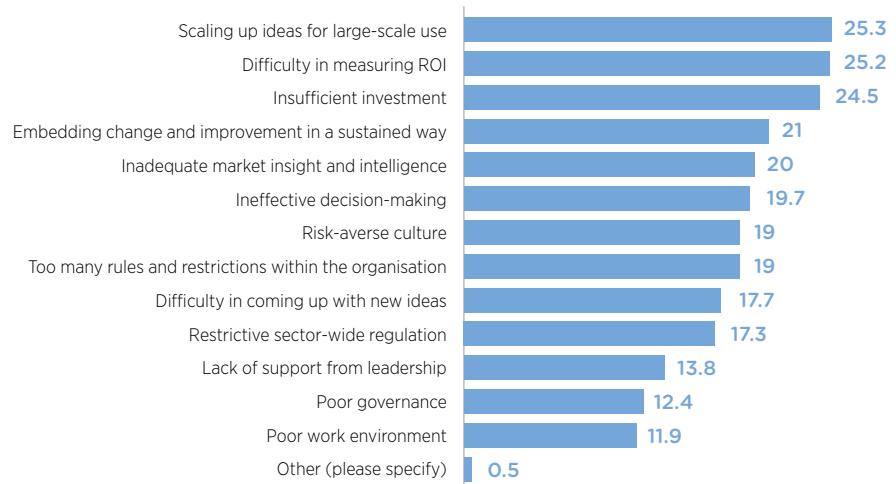 Scaling up ideas for large-scale use 25.3
Difficulty in measuring ROI 25.2
Insufficient investment 24.5
Embedding change and improvement in a sustained way 21
Inadequate market insight and intelligence 20
Ineffective decision-making 19.7
Risk-averse culture 19
Too many rules and restrictions within the organisation 19
Difficulty in coming up with new ideas 17.7
Restrictive sector-wide regulation 17.3
Lack of support from leadership 13.8
Poor governance 12.4
Poor work environment 11.9
Other (please specify) 0.5